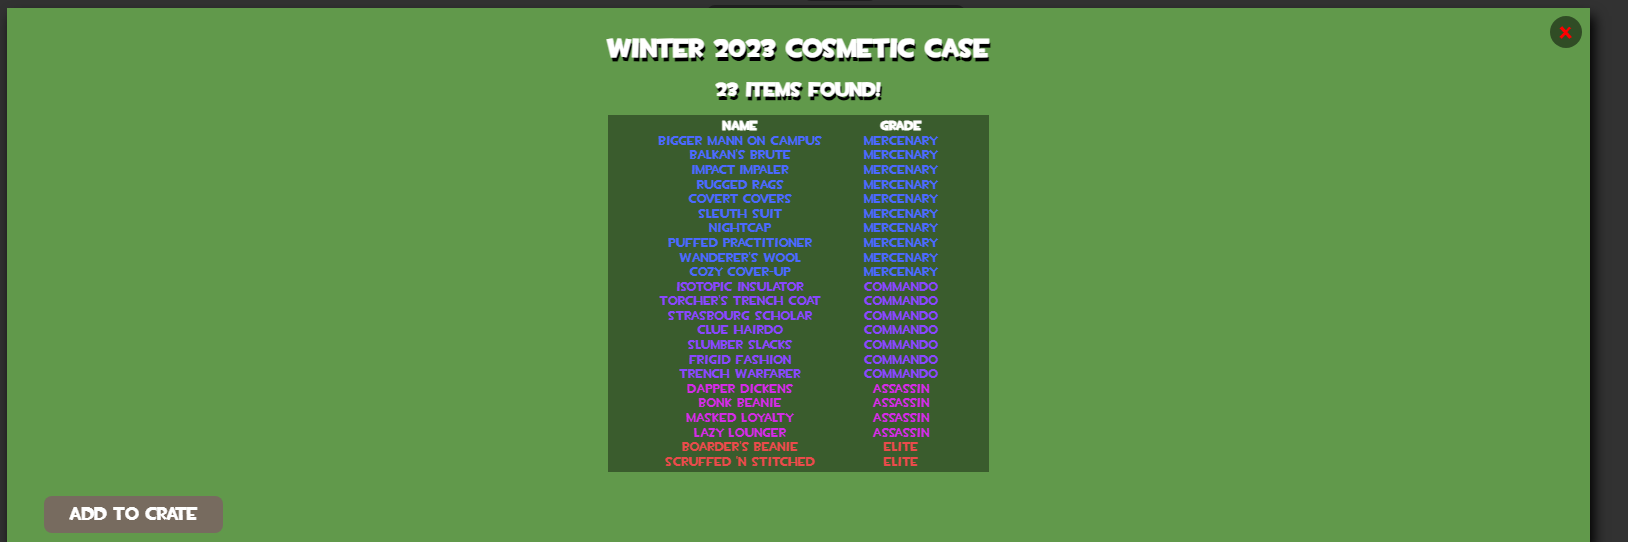 WINTER 2023 COSMETIC CASE
23 ITEMS FOUND!
NAME GRADE
BIGGER MANN ON CAMPUS MERCENARY
BALKAN'S BRUTE MERCENARY
IMPACT IMPALER MERCENARY
RUGGED RAGS MERCENARY
COVERT COVERS MERCENARY
SLEUTH SUIT MERCENARY
NIGHTCAP MERCENARY
PUFFED PRACTITIONER MERCENARY
WANDERER'S WOOL MERCENARY
COZY COVER-UP MERCENARY
ISOTOPIC INSULATOR COMMANDO
TORCHER'S TRENCH COAT COMMANDO
STRASBOURG SCHOLAR COMMANDO
CLUE HAIRDO COMMANDO
SLUMBER SLACKS COMMANDO
FRIGID FASHION COMMANDO
TRENCH WARFARER COMMANDO
DAPPER DICKENS ASSASSIN
BONK BEANIE ASSASSIN
MASKED LOYALTY ASSASSIN
LAZY LOUNGER ASSASSIN
BOARDER'S BEANIE ELITE
SCRUFFED 'N STITCHED ELITE
ADD TO CRATE